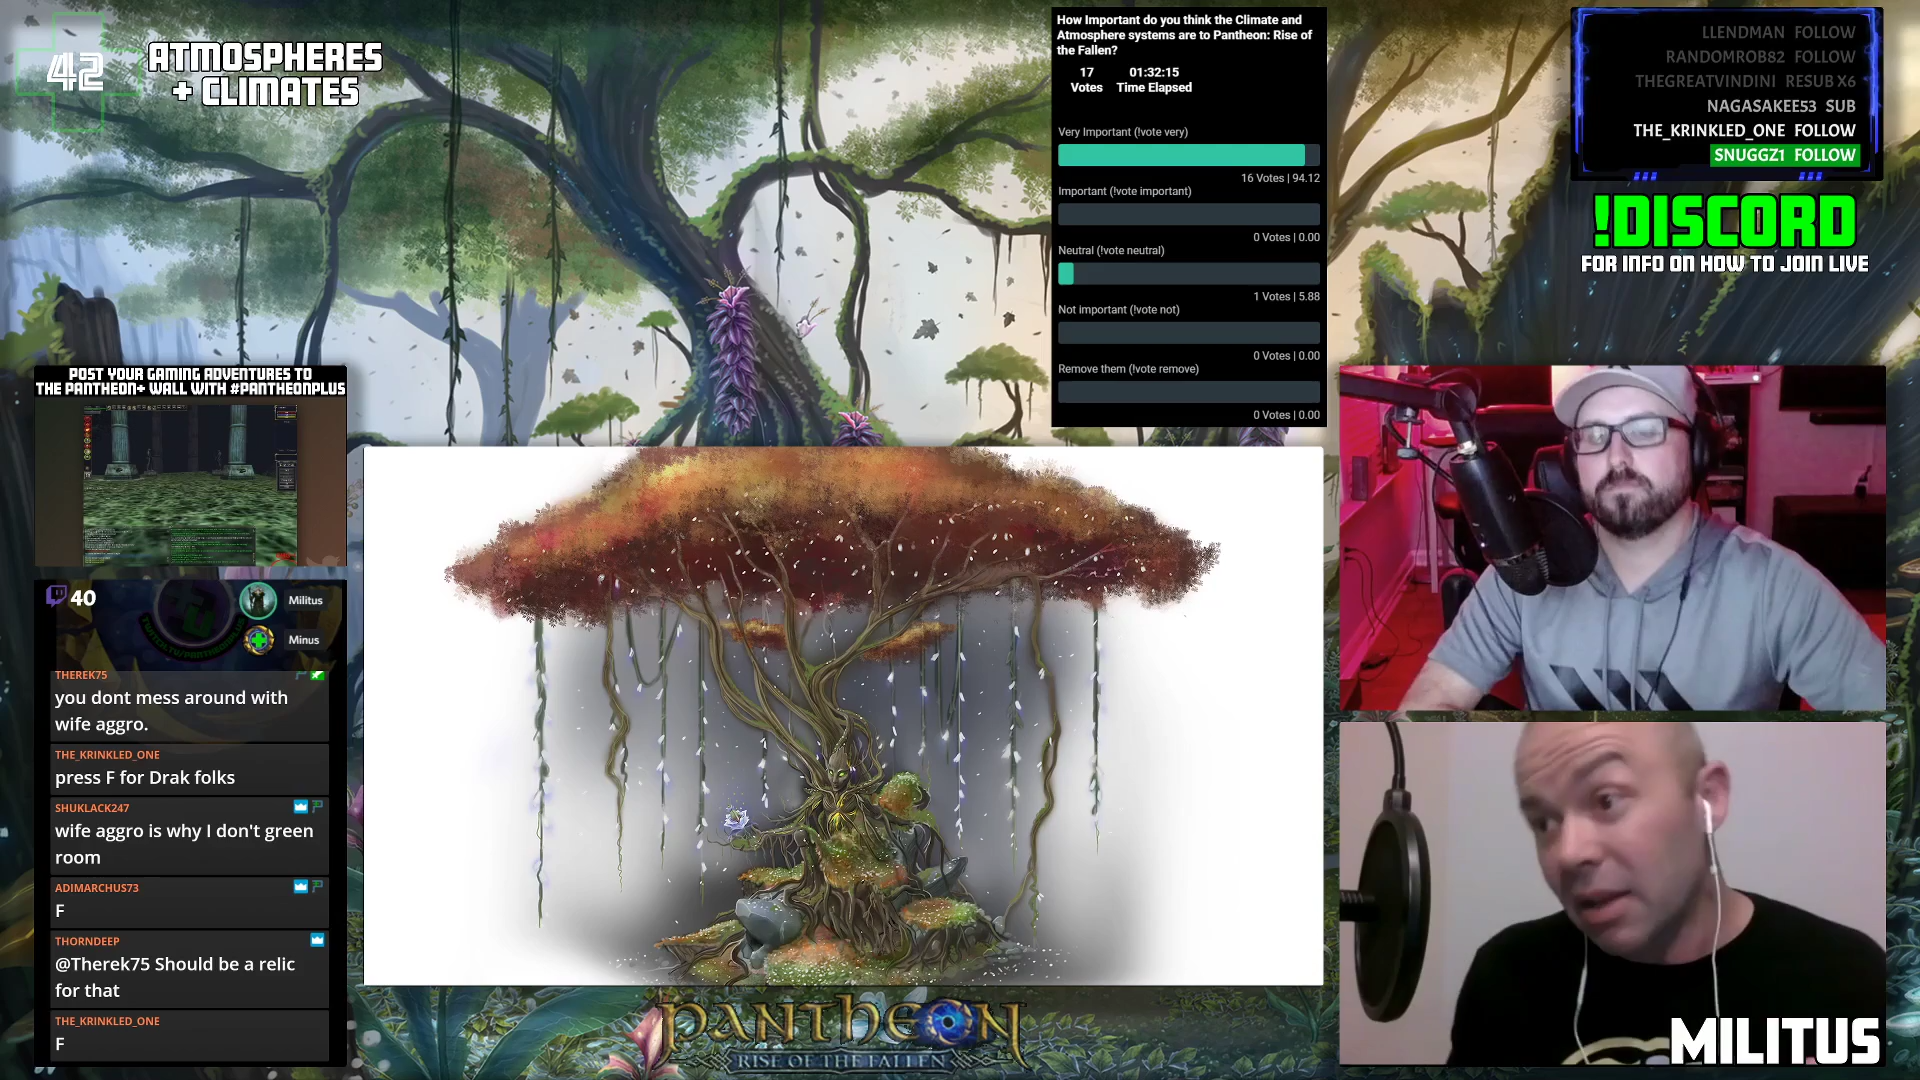 42
ATMOSPHERES
+ CLIMATES
How Important do you think the Climate and
Atmosphere systems are to Pantheon: Rise of
the Fallen?
17 01:32:15
Votes Time Elapsed
Very Important (!vote very)
16 Votes | 94.12
Important (!vote important)
0 Votes | 0.00
Neutral (!vote neutral)
1 Votes | 5.88
Not important (!vote not)
0 Votes | 0.00
Remove them (!vote remove)
0 Votes | 0.00
LLENDMAN FOLLOW
RANDOMROB82 FOLLOW
THEGREATVINDINI RESUB X6
NAGASAKEE53 SUB
THE_KRINKLED_ONE FOLLOW
SNUGGZ1 FOLLOW
!DISCORD
FOR INFO ON HOW TO JOIN LIVE
POST YOUR GAMING ADVENTURES TO
THE PANTHEON+ WALL WITH #PANTHEONPLUS
40
Militus
Minus
THEREK75
you dont mess around with
wife aggro.
THE_KRINKLED_ONE
press F for Drak folks
SHUKLACK247
wife aggro is why I don't green
room
ADIMARCHUS73
F
THORNDEEP
@Therek75 Should be a relic
for that
THE_KRINKLED_ONE
F
PANTHEON
RISE OF THE FALLEN
MILITUS